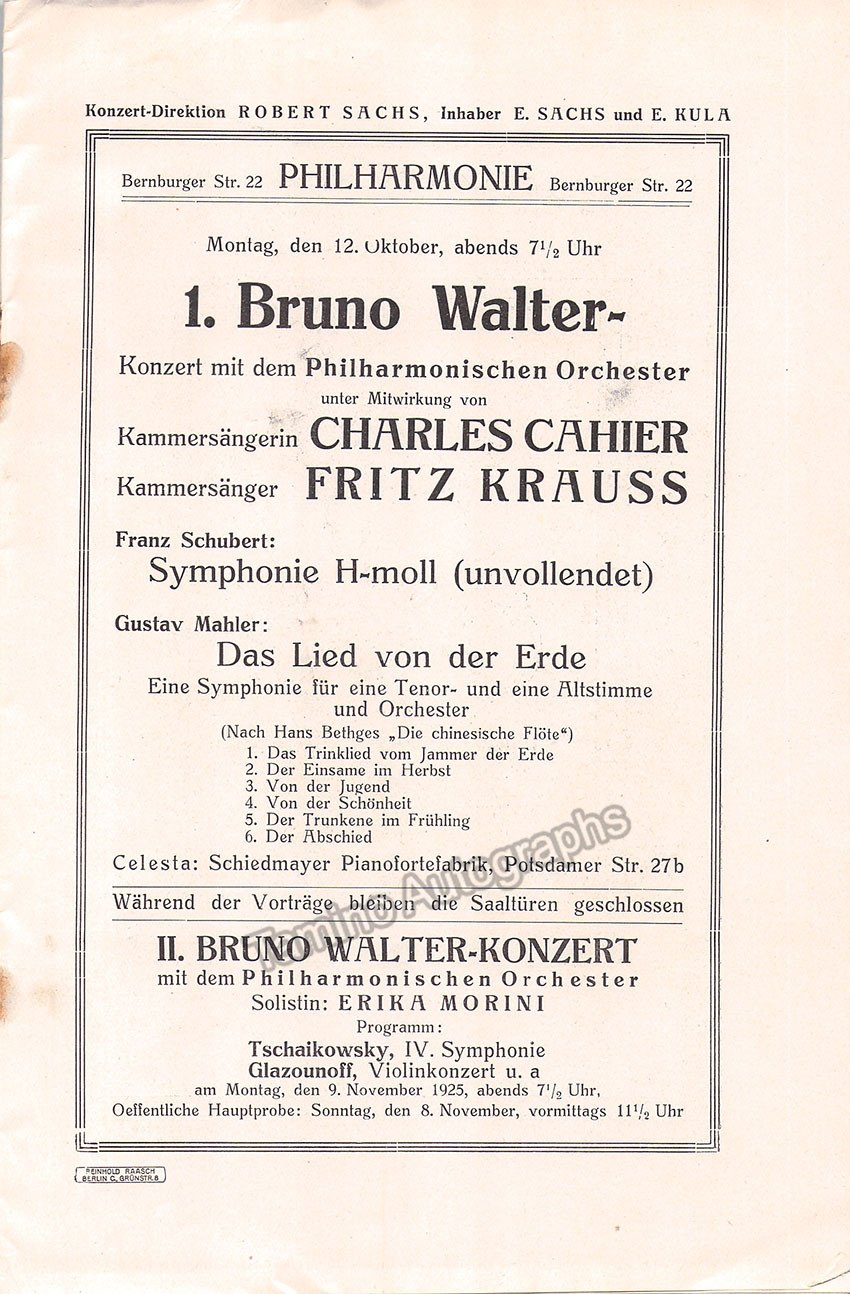 Konzert-Direktion ROBERT SACHS, Inhaber E. SACHS und E. KULA
Bernburger Str. 22 PHILHARMONIE Bernburger Str. 22
Montag, den 12. Oktober, abends 7 1/2 Uhr
1. Bruno Walter-
Konzert mit dem Philharmonischen Orchester
unter Mitwirkung von
Kammersängerin CHARLES CAHIER
Kammersänger FRITZ KRAUSS
Franz Schubert:
Symphonie H-moll (unvollendet)
Gustav Mahler:
Das Lied von der Erde
Eine Symphonie für eine Tenor- und eine Altstimme
und Orchester
(Nach Hans Bethges „Die chinesische Flöte“)
1. Das Trinklied vom Jammer der Erde
2. Der Einsame im Herbst
3. Von der Jugend
4. Von der Schönheit
5. Der Trunkene im Frühling
6. Der Abschied
Celesta: Schiedmayer Pianofortefabrik, Potsdamer Str. 27b
Während der Vorträge bleiben die Saaltüren geschlossen
II. BRUNO WALTER-KONZERT
mit dem Philharmonischen Orchester
Solistin: ERIKA MORINI
Programm:
Tschaikowsky, IV. Symphonie
Glazounoff, Violinkonzert u. a
am Montag, den 9. November 1925, abends 7 1/2 Uhr,
Oeffentliche Hauptprobe: Sonntag, den 8. November, vormittags 11 1/2 Uhr
REINHOLD RAASCH
BERLIN C. GRÜNSTR. 8
Tamino Autographs